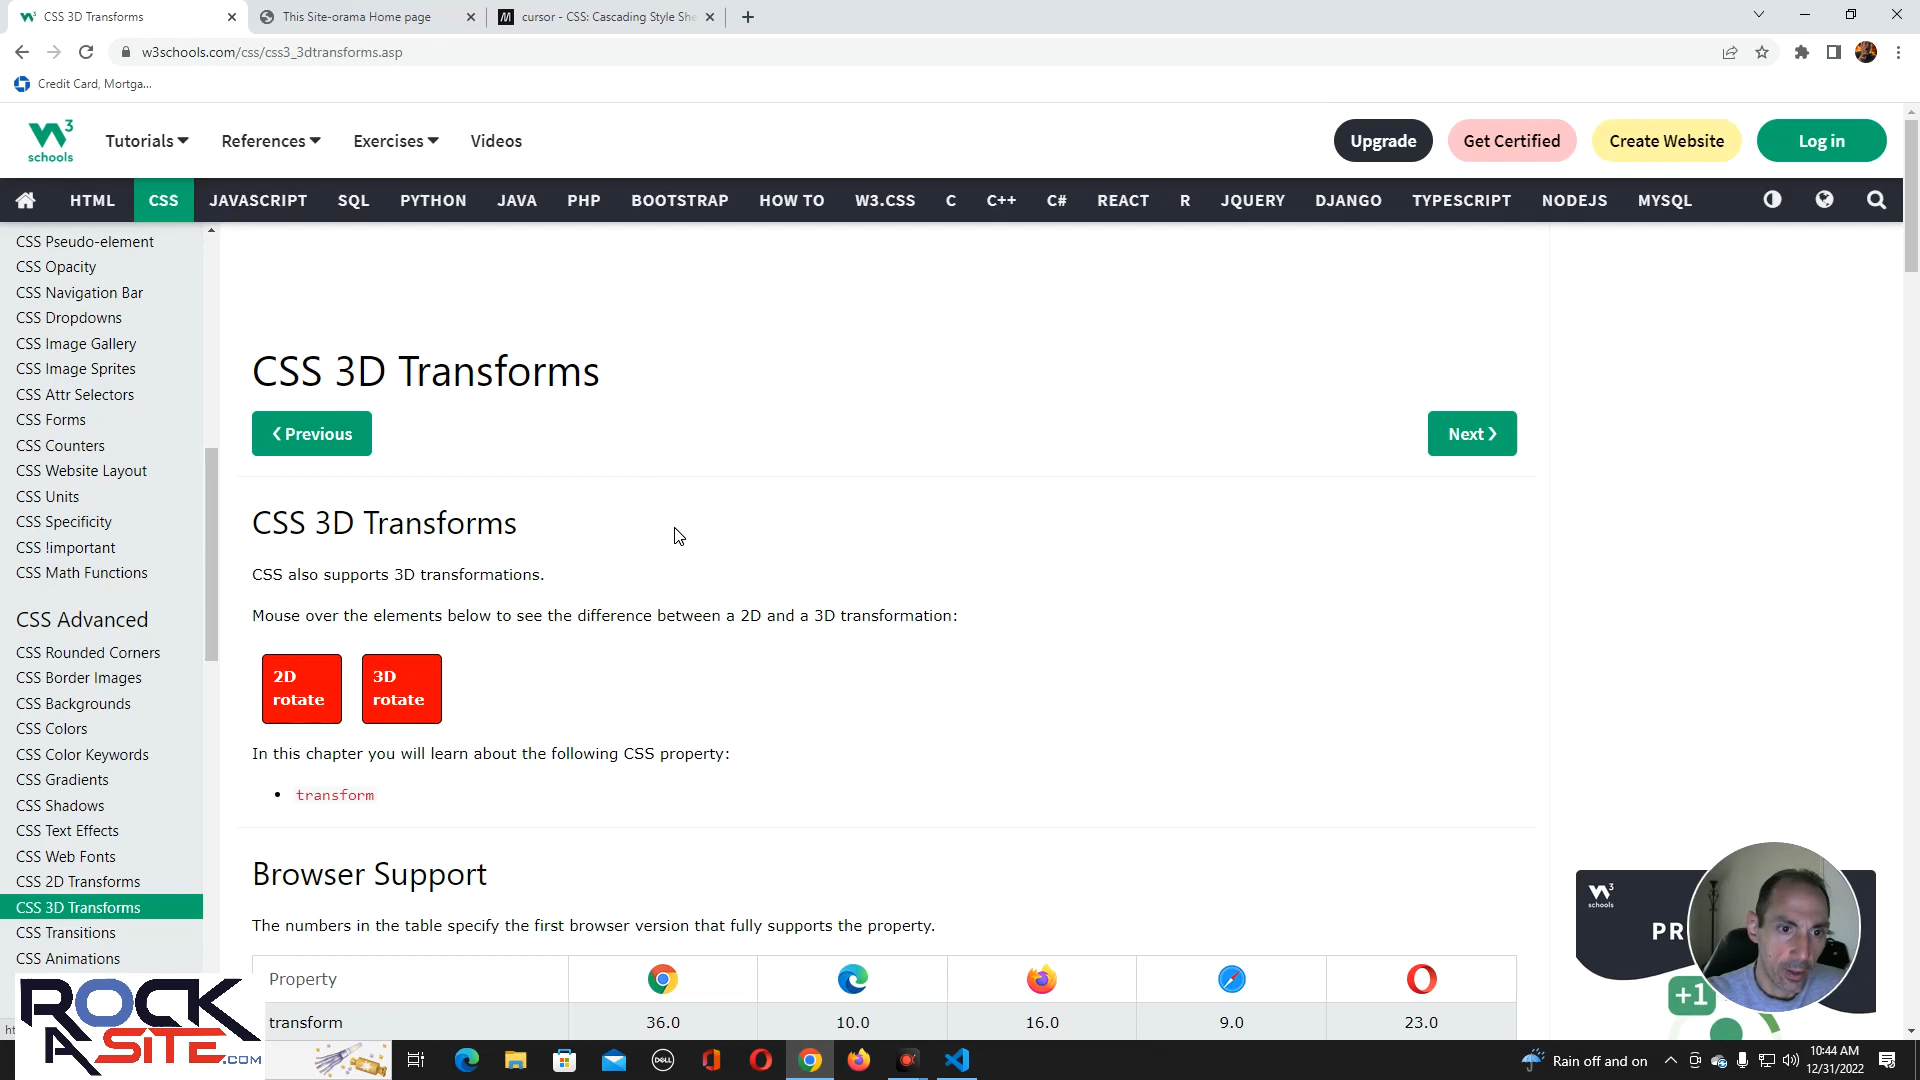 CSS 3D Transforms
This Site-orama Home page
cursor - CSS: Cascading Style She
w3schools.com/css/css3_3dtransforms.asp
Credit Card, Mortga...
3
schools
Tutorials
References
Exercises
Videos
Upgrade
Get Certified
Create Website
Log in
HTML
CSS
JAVASCRIPT
SQL
PYTHON
JAVA
PHP
BOOTSTRAP
HOW TO
W3.CSS
C
C++
C#
REACT
R
JQUERY
DJANGO
TYPESCRIPT
NODEJS
MYSQL
CSS Pseudo-element
CSS Opacity
CSS Navigation Bar
CSS Dropdowns
CSS Image Gallery
CSS Image Sprites
CSS Attr Selectors
CSS Forms
CSS Counters
CSS Website Layout
CSS Units
CSS Specificity
CSS !important
CSS Math Functions
CSS Advanced
CSS Rounded Corners
CSS Border Images
CSS Backgrounds
CSS Colors
CSS Color Keywords
CSS Gradients
CSS Shadows
CSS Text Effects
CSS Web Fonts
CSS 2D Transforms
CSS 3D Transforms
CSS Transitions
CSS Animations
CSS 3D Transforms
❮ Previous
Next ❯
CSS 3D Transforms
CSS also supports 3D transformations.
Mouse over the elements below to see the difference between a 2D and a 3D transformation:
2D
rotate
3D
rotate
In this chapter you will learn about the following CSS property:
• transform
Browser Support
The numbers in the table specify the first browser version that fully supports the property.
Property
transform 36.0 10.0 16.0 9.0 23.0
3
schools
PR
+1
ROCK
A SITE.COM
DELL
Rain off and on
10:44 AM
12/31/2022